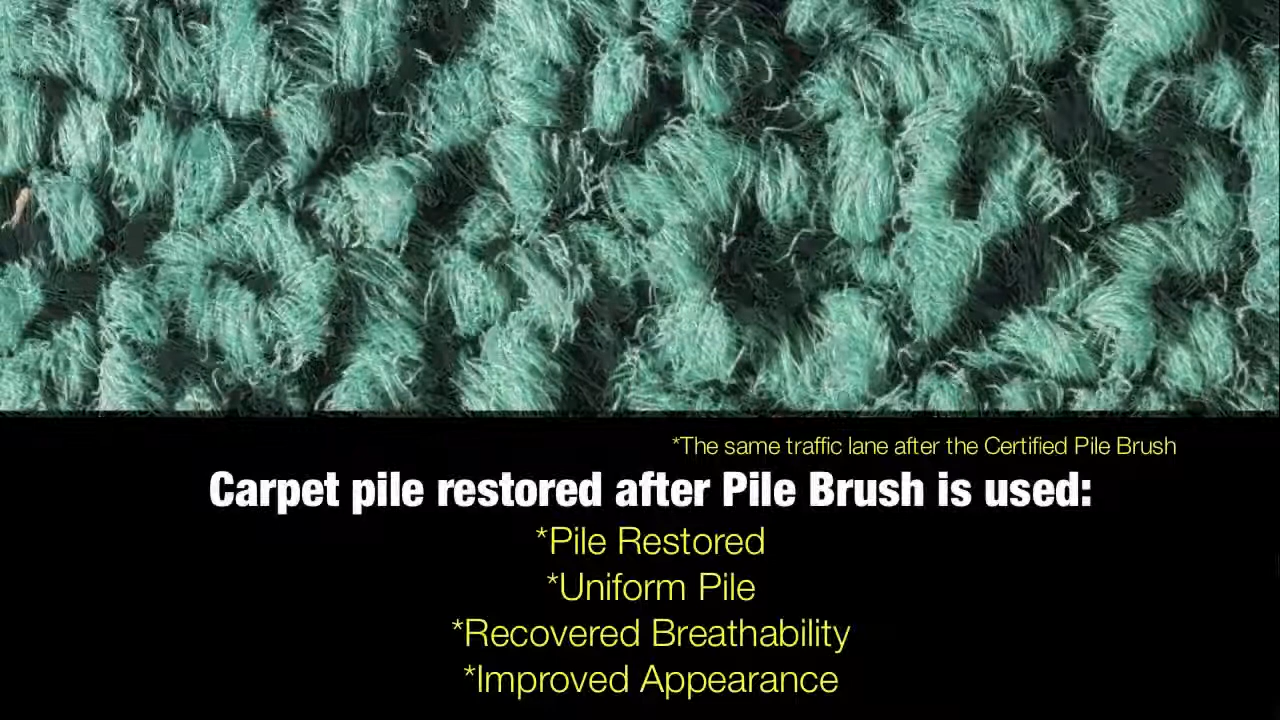 *The same traffic lane after the Certified Pile Brush
Carpet pile restored after Pile Brush is used:
*Pile Restored
*Uniform Pile
*Recovered Breathability
*Improved Appearance